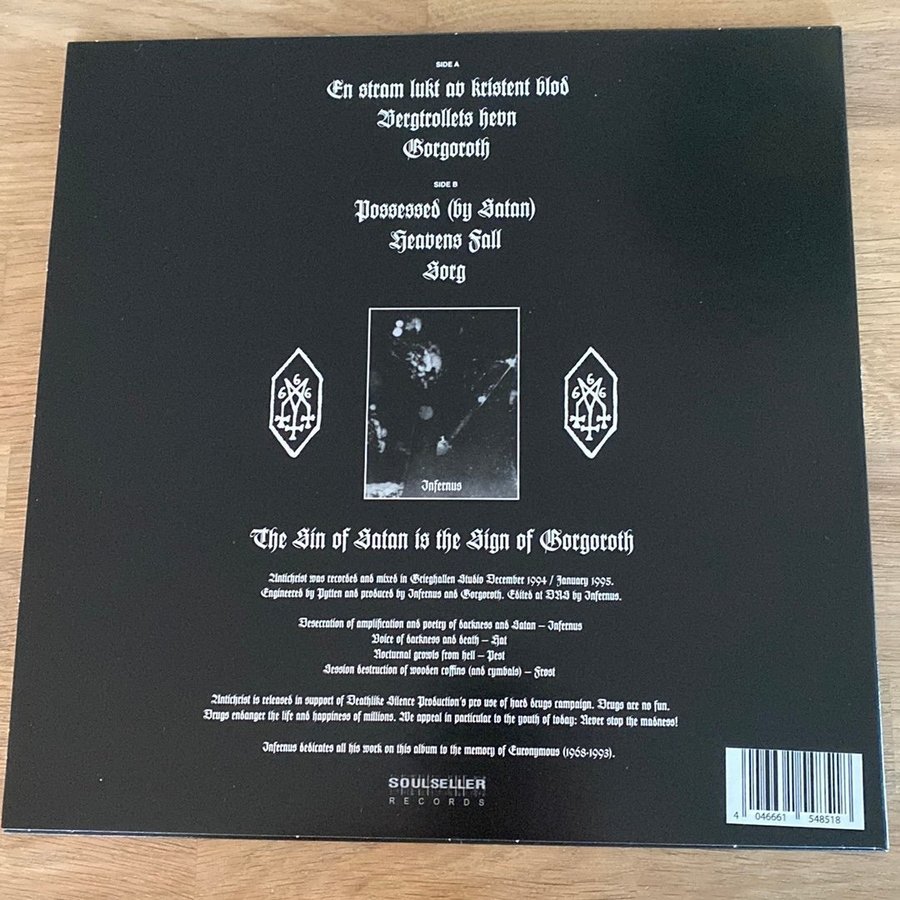 SIDE A
En stram lukt av kristent blod
Bergtrollets hevn
Gorgoroth
SIDE B
Possessed (by Satan)
Heavens Fall
Sorg
6 6 6
6 6 6
Infernus
The Sin of Satan is the Sign of Gorgoroth
Antichrist was recorded and mixed in Grieghallen Studio December 1994 / January 1995.
Engineered by Pytten and produced by Infernus and Gorgoroth. Edited at DRS by Infernus.
Desecration of amplification and poetry of darkness and Satan – Infernus
Voice of darkness and death – Hat
Nocturnal growls from hell – Pest
Session destruction of wooden coffins (and cymbals) – Frost
Antichrist is released in support of Deathlike Silence Production's pro use of hard drugs campaign. Drugs are no fun.
Drugs endanger the life and happiness of millions. We appeal in particular to the youth of today: Never stop the madness!
Infernus dedicates all his work on this album to the memory of Euronymous (1968-1993).
SOULSELLER
RECORDS
4 046661 548518